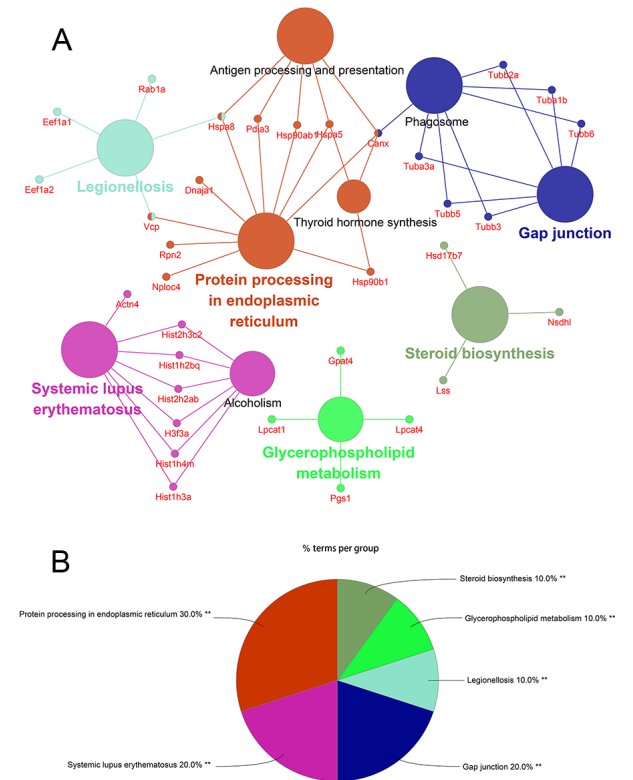 A
Antigen processing and presentation
Tubb2a
Rab1a
Phagosome
Tuba1b
Eef1a1
Hspa8
Pdia3
Hsp90ab1
Hspa5
Canx
Tubb6
Tuba3a
Eef1a2
Legionellosis
Dnaja1
Vcp
Thyroid hormone synthesis
Tubb5
Tubb3
Gap junction
Rpn2
Hsd17b7
Nploc4
Protein processing
in endoplasmic
reticulum
Hsp90b1
Actn4
Nsdhl
Hist2h3c2
Steroid biosynthesis
Hist1h2bq
Gpat4
Systemic lupus
erythematosus
Hist2h2ab
Alcoholism
Lss
H3f3a
Lpcat1
Lpcat4
Glycerophospholipid
metabolism
Hist1h4m
Hist1h3a
Pgs1
B
% terms per group
Steroid biosynthesis 10.0% **
Protein processing in endoplasmic reticulum 30.0% **
Glycerophospholipid metabolism 10.0% **
Legionellosis 10.0% **
Systemic lupus erythematosus 20.0% **
Gap junction 20.0% **